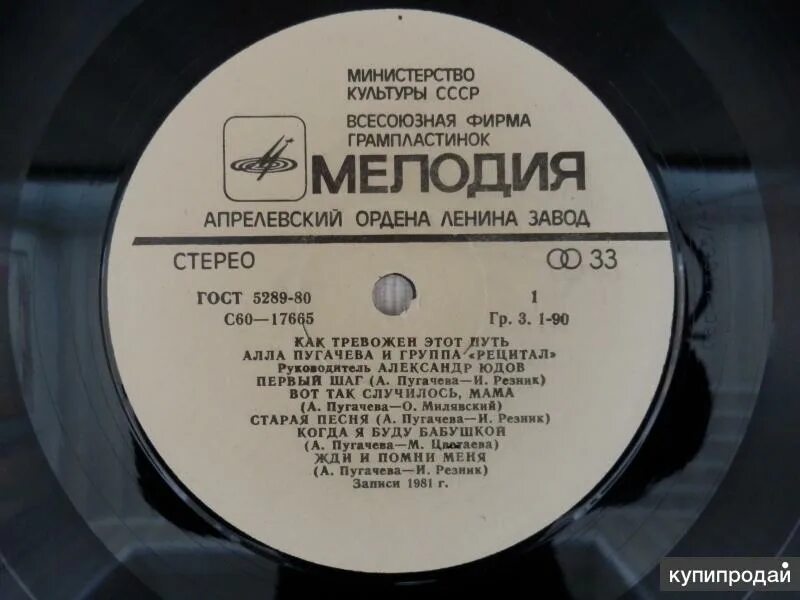 МИНИСТЕРСТВО
КУЛЬТУРЫ СССР
ВСЕСОЮЗНАЯ ФИРМА
ГРАМПЛАСТИНОК
МЕЛОДИЯ
АПРЕЛЕВСКИЙ ОРДЕНА ЛЕНИНА ЗАВОД
СТЕРЕО 33
ГОСТ 5289-80 1
С60—17665 Гр. 3. 1-90
КАК ТРЕВОЖЕН ЭТОТ ПУТЬ
АЛЛА ПУГАЧЕВА И ГРУППА «РЕЦИТАЛ»
Руководитель АЛЕКСАНДР ЮДОВ
ПЕРВЫЙ ШАГ (А. Пугачева—И. Резник)
ВОТ ТАК СЛУЧИЛОСЬ, МАМА
(А. Пугачева—О. Милявский)
СТАРАЯ ПЕСНЯ (А. Пугачева—И. Резник)
КОГДА Я БУДУ БАБУШКОЙ
(А. Пугачева—М. Цветаева)
ЖДИ И ПОМНИ МЕНЯ
(А. Пугачева—И. Резник)
Записи 1981 г.
купипродай